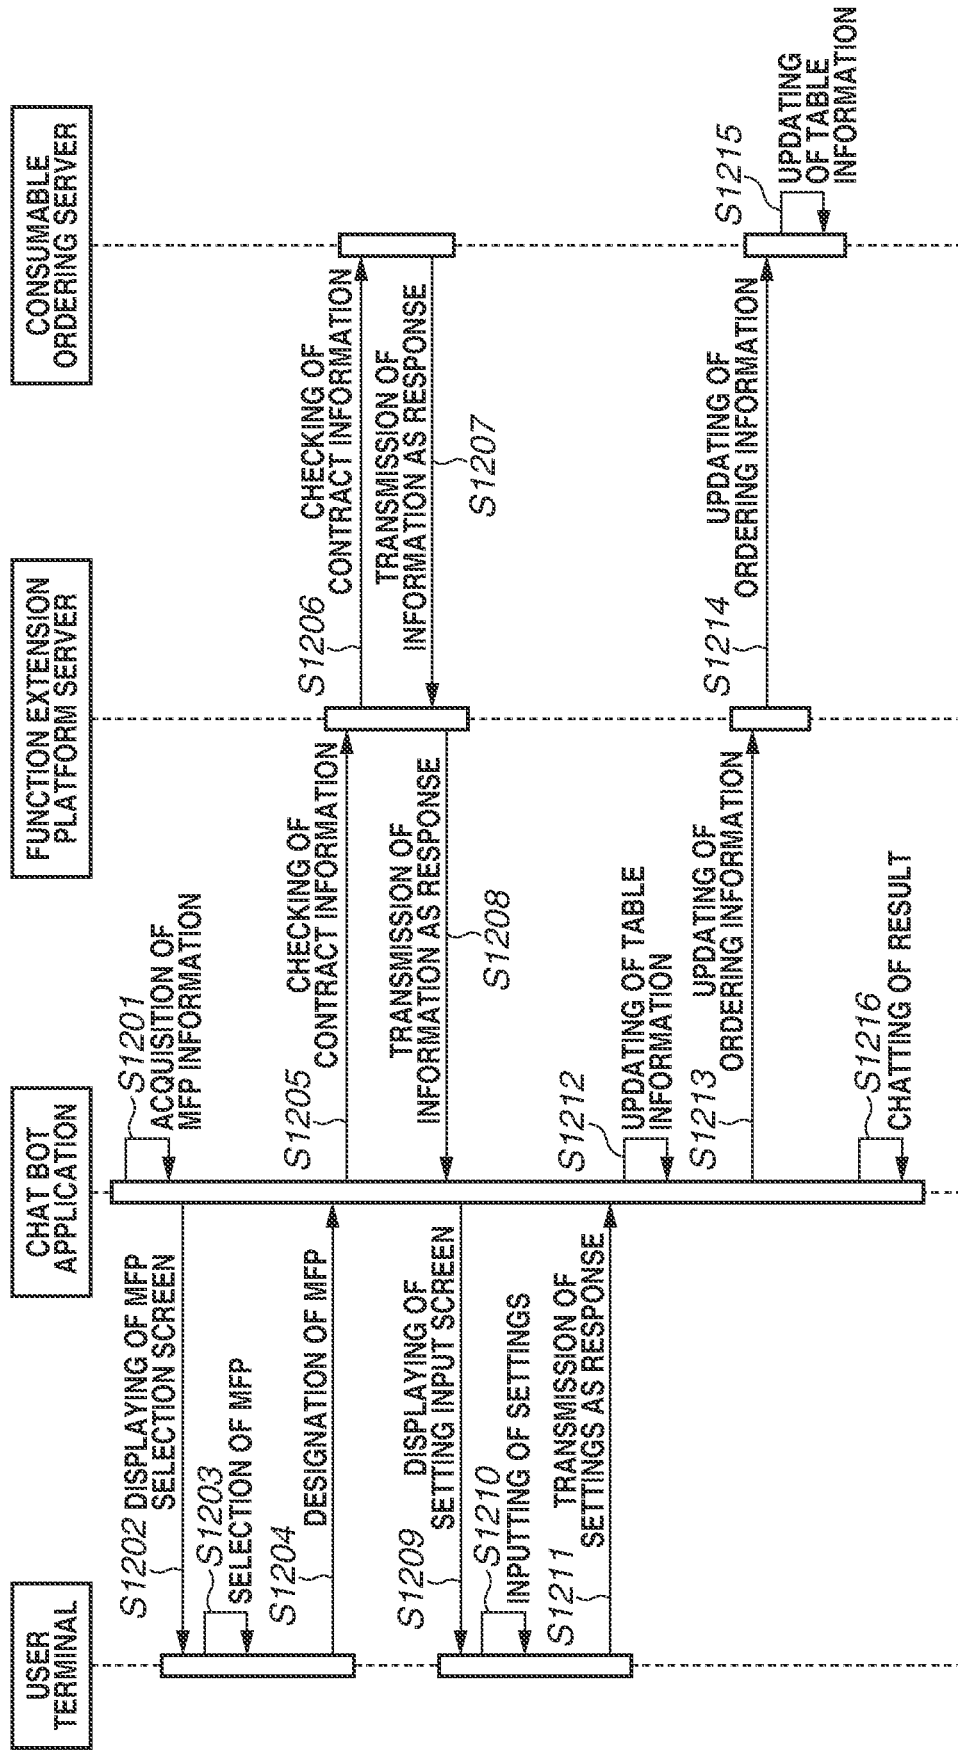 USER
TERMINAL
CHAT BOT
APPLICATION
FUNCTION EXTENSION
PLATFORM SERVER
CONSUMABLE
ORDERING SERVER
S1201
ACQUISITION OF
MFP INFORMATION
S1202
DISPLAYING OF MFP
SELECTION SCREEN
S1203
SELECTION OF MFP
S1204
DESIGNATION OF MFP
S1205
CHECKING OF
CONTRACT INFORMATION
S1206
CHECKING OF
CONTRACT INFORMATION
TRANSMISSION OF
INFORMATION AS RESPONSE
S1207
TRANSMISSION OF
INFORMATION AS RESPONSE
S1208
S1209
DISPLAYING OF
SETTING INPUT SCREEN
S1210
INPUTTING OF SETTINGS
S1211
TRANSMISSION OF
SETTINGS AS RESPONSE
S1212
UPDATING OF TABLE
INFORMATION
S1213
UPDATING OF
ORDERING INFORMATION
S1214
UPDATING OF
ORDERING INFORMATION
S1215
UPDATING
OF TABLE
INFORMATION
S1216
CHATTING OF RESULT